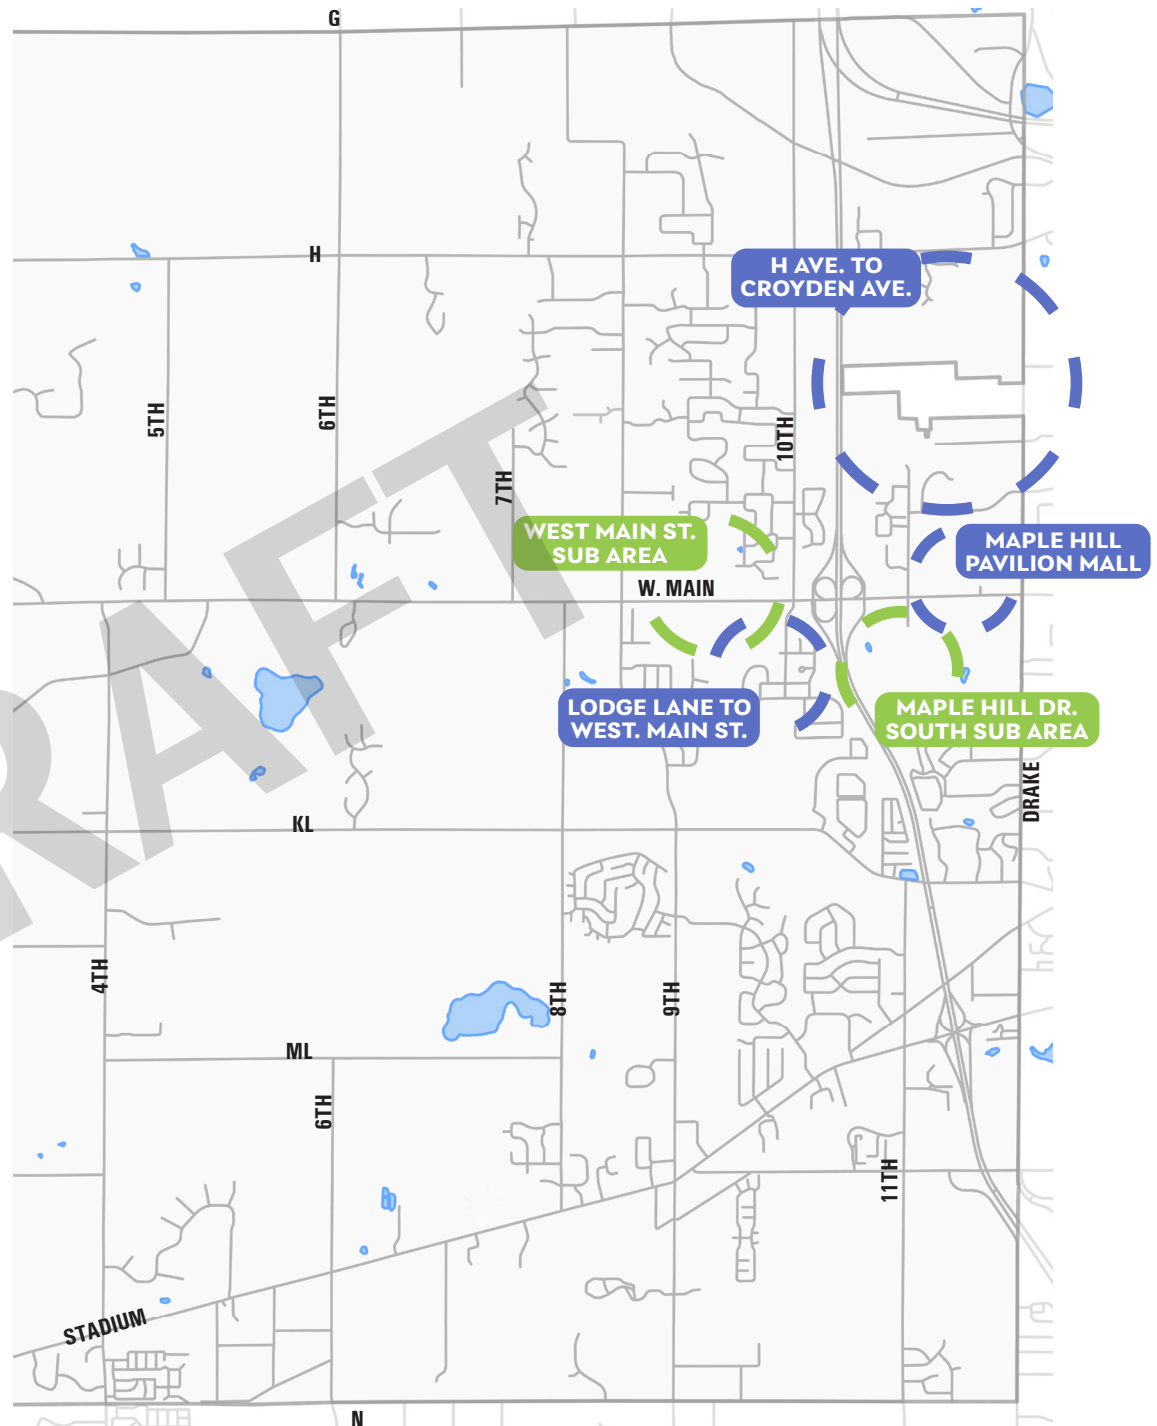 G
H
H AVE. TO
CROYDEN AVE.
5TH
6TH
7TH
10TH
WEST MAIN ST.
SUB AREA
MAPLE HILL
PAVILION MALL
W. MAIN
LODGE LANE TO
WEST. MAIN ST.
MAPLE HILL DR.
SOUTH SUB AREA
DRAKE
KL
4TH
8TH
9TH
ML
6TH
11TH
STADIUM
N
DRAFT